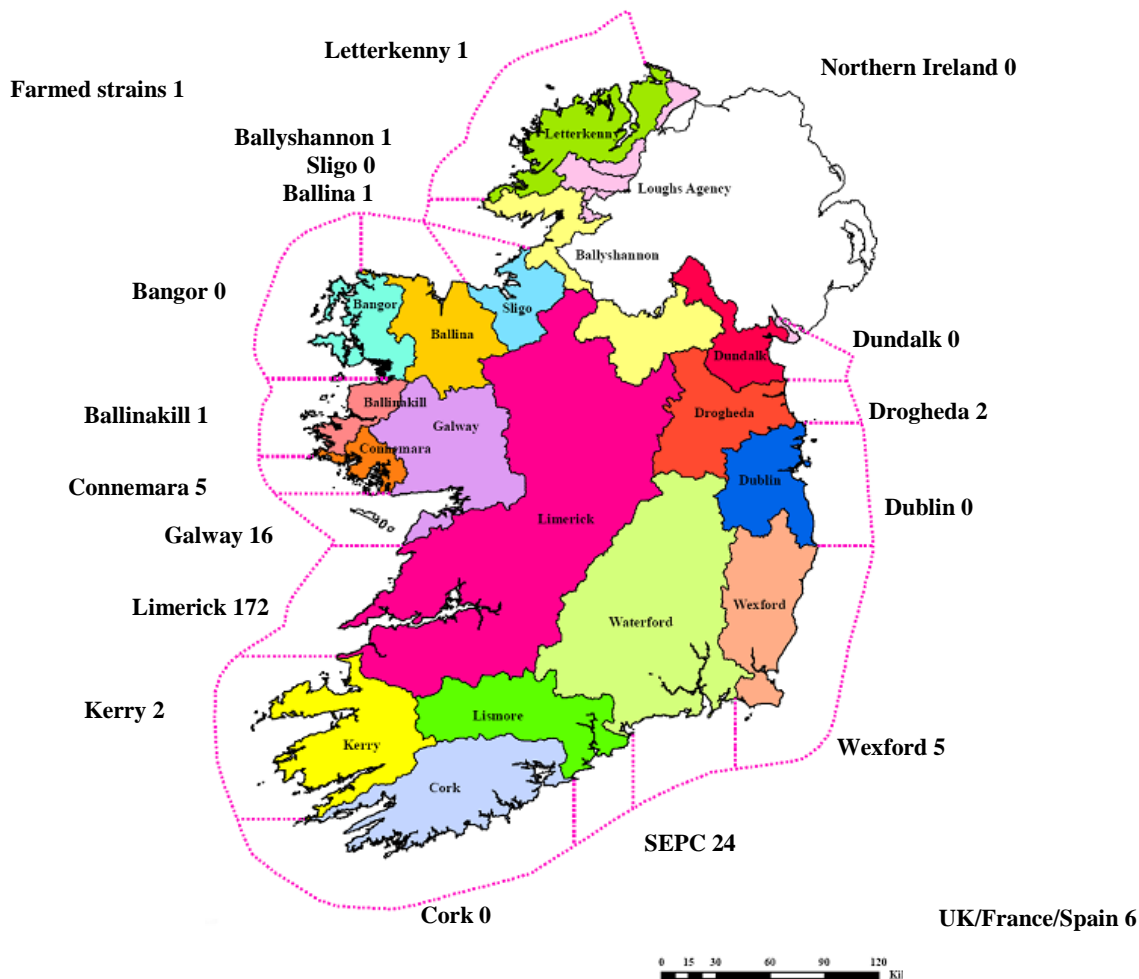 Letterkenny 1
Northern Ireland 0
Farmed strains 1
Letterkenny
Ballyshannon 1
Sligo 0
Loughs Agency
Ballina 1
Ballyshannon
Bangor 0
Bangor
Sligo
Ballina
Dundalk 0
Dundalk
Ballinakill 1
Ballinakill
Drogheda 2
Drogheda
Galway
Connemara
Connemara 5
Dublin
Dublin 0
Galway 16
Limerick
Limerick 172
Wexford
Waterford
Kerry 2
Lismore
Kerry
Wexford 5
Cork
SEPC 24
Cork 0
UK/France/Spain 6
0 15 30 60 90 120
Kil